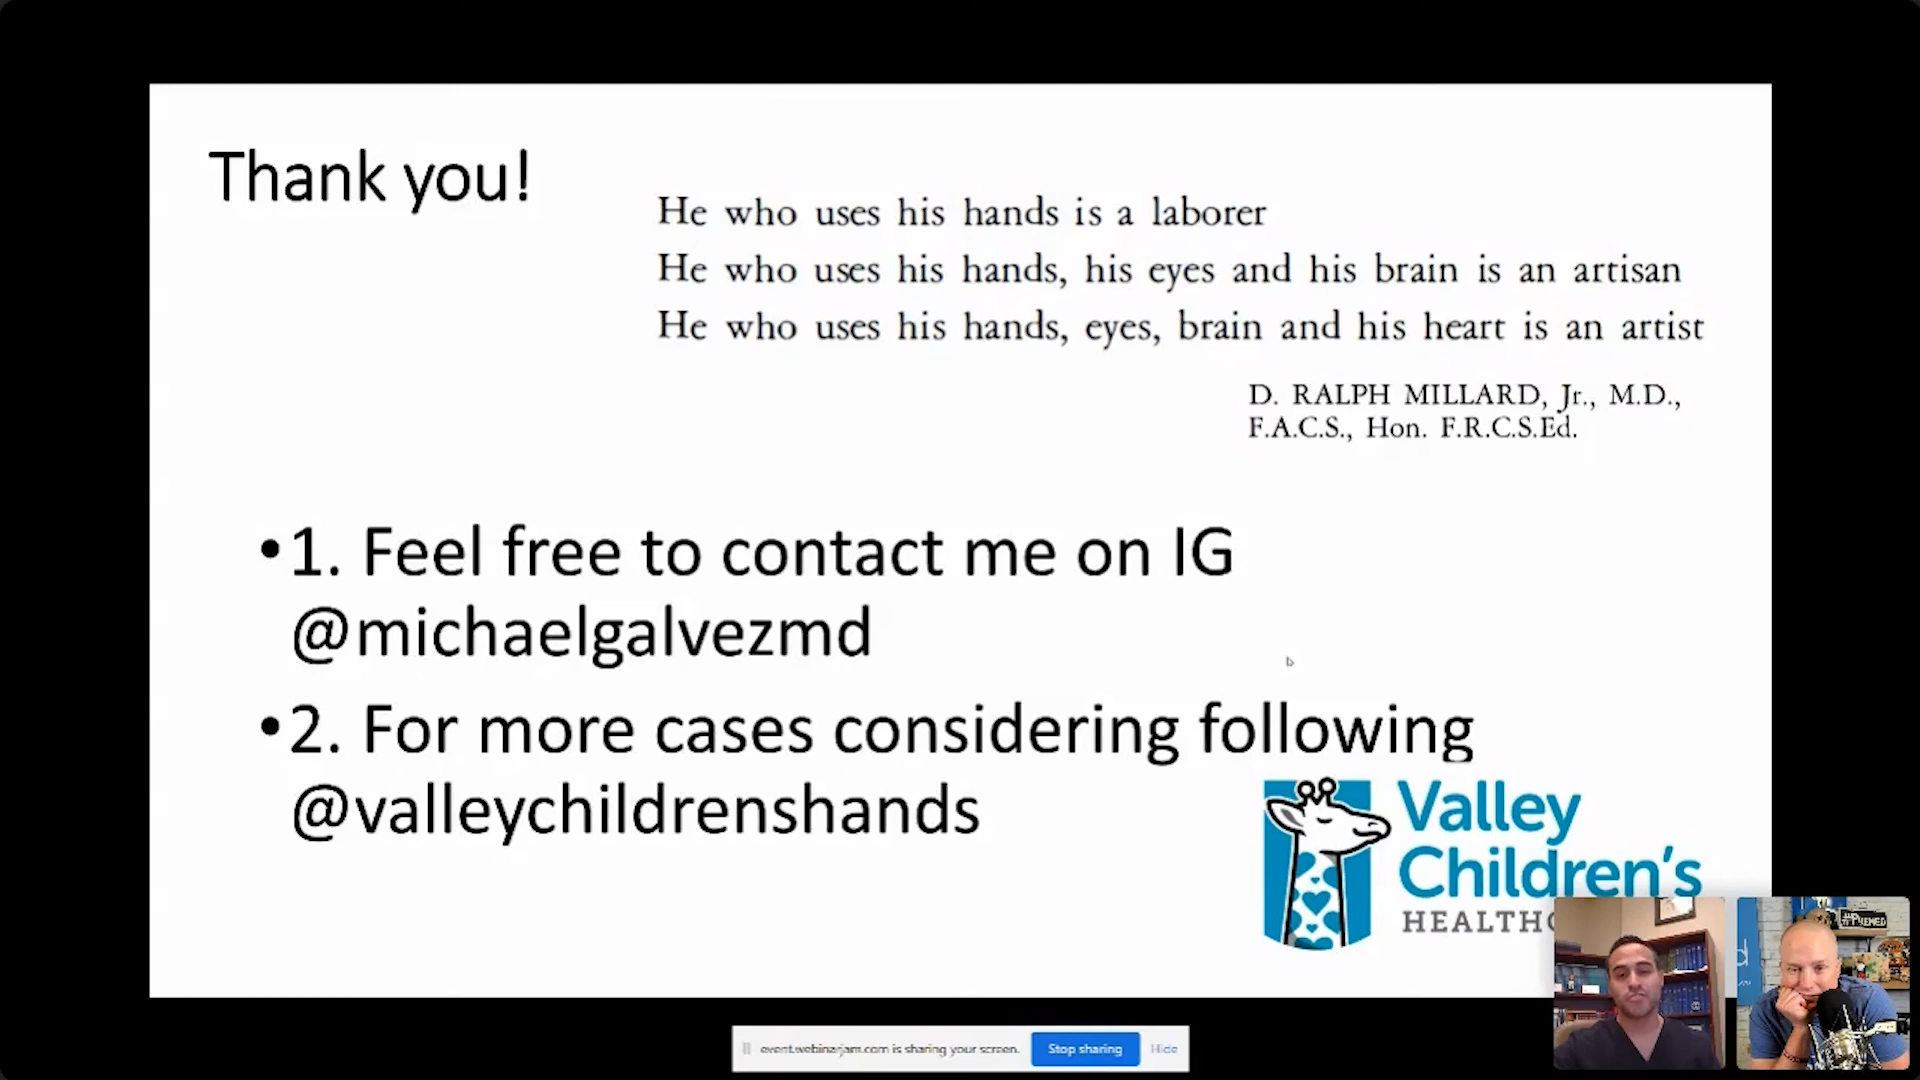 Thank you!
He who uses his hands is a laborer
He who uses his hands, his eyes and his brain is an artisan
He who uses his hands, eyes, brain and his heart is an artist
D. RALPH MILLARD, Jr., M.D.,
F.A.C.S., Hon. F.R.C.S.Ed.
•1. Feel free to contact me on IG
@michaelgalvezmd
•2. For more cases considering following
@valleychildrenshands
Valley
Children's
HEALTHC
#PREMED
d
event.webinarjam.com is sharing your screen.
Stop sharing
Hide